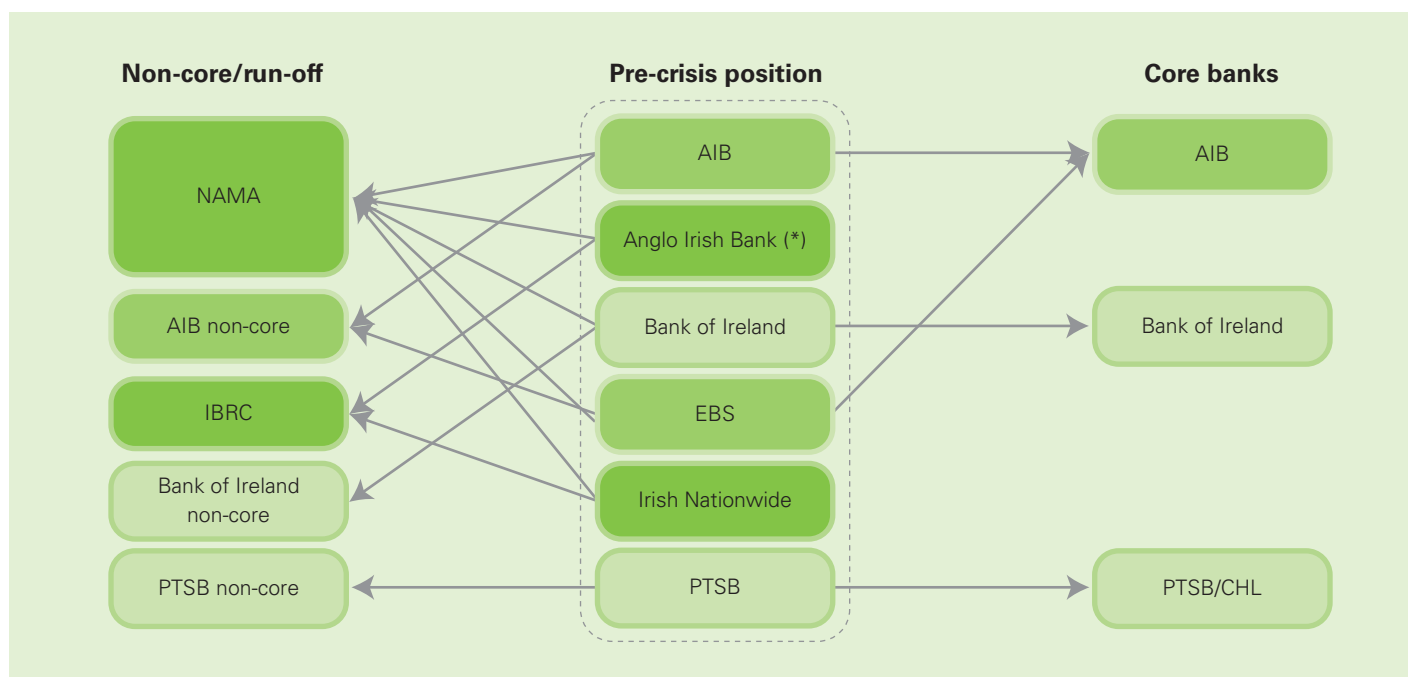 Non-core/run-off
Pre-crisis position
Core banks
NAMA
AIB non-core
IBRC
Bank of Ireland
non-core
PTSB non-core
AIB
Anglo Irish Bank (*)
Bank of Ireland
EBS
Irish Nationwide
PTSB
AIB
Bank of Ireland
PTSB/CHL